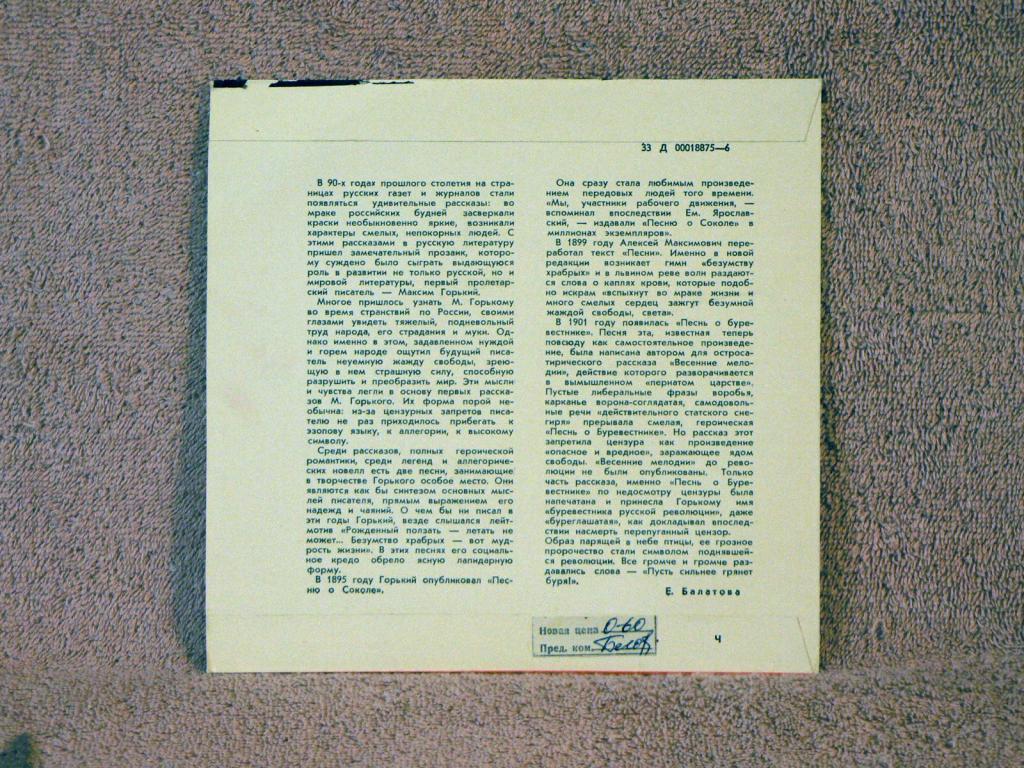 33 Д 00018875—6
В 90-х годах прошлого столетия на стра-
ницах русских газет и журналов стали
появляться удивительные рассказы: во
мраке российских будней засверкали
краски необыкновенно яркие, возникали
характеры смелых, непокорных людей. С
этими рассказами в русскую литературу
пришел замечательный прозаик, которо-
му суждено было сыграть выдающуюся
роль в развитии не только русской, но и
мировой литературы, первый пролетар-
ский писатель — Максим Горький.
Многое пришлось узнать М. Горькому
во время странствий по России, своими
глазами увидеть тяжелый, подневольный
труд народа, его страдания и муки. Од-
нако именно в этом, задавленном нуждой
и горем народе ощутил будущий писа-
тель неуемную жажду свободы, зрею-
щую в нем страшную силу, способную
разрушить и преобразить мир. Эти мысли
и чувства легли в основу первых расска-
зов М. Горького. Их форма порой не-
обычна: из-за цензурных запретов писа-
телю не раз приходилось прибегать к
эзопову языку, к аллегории, к высокому
символу.
Среди рассказов, полных героической
романтики, среди легенд и аллегориче-
ских новелл есть две песни, занимающие
в творчестве Горького особое место. Они
являются как бы синтезом основных мыс-
лей писателя, прямым выражением его
надежд и чаяний. О чем бы ни писал в
эти годы Горький, везде слышался лейт-
мотив «Рожденный ползать — летать не
может... Безумство храбрых — вот муд-
рость жизни». В этих песнях его социаль-
ное кредо обрело ясную лапидарную
форму.
В 1895 году Горький опубликовал «Пес-
ню о Соколе».
Она сразу стала любимым произведе-
нием передовых людей того времени.
«Мы, участники рабочего движения, —
вспоминал впоследствии Ем. Ярослав-
ский, — издавали «Песню о Соколе» в
миллионах экземпляров».
В 1899 году Алексей Максимович пере-
работал текст «Песни». Именно в новой
редакции возникает гимн «безумству
храбрых» и в львином реве волн раздают-
ся слова о каплях крови, которые подоб-
но искрам «вспыхнут во мраке жизни и
много смелых сердец зажгут безумной
жаждой свободы, света».
В 1901 году появилась «Песнь о буре-
вестнике». Песня эта, известная теперь
повсюду как самостоятельное произведе-
ние, была написана автором для остроса-
тирического рассказа «Весенние мело-
дии», действие которого разворачивается
в вымышленном «пернатом царстве».
Пустые либеральные фразы воробья,
карканье ворона-соглядатая, самодоволь-
ные речи «действительного статского сне-
гиря» прерывала смелая, героическая
«Песнь о Буревестнике». Но рассказ этот
запретила цензура как произведение
«опасное и вредное», заражающее ядом
свободы. «Весенние мелодии» до рево-
люции не были опубликованы. Только
часть рассказа, именно «Песнь о Буре-
вестнике» по недосмотру цензуры была
напечатана и принесла Горькому имя
«буревестника русской революции», даже
«буреглашатая», как докладывал впослед-
ствии насмерть перепуганный цензор.
Образ парящей в небе птицы, ее грозное
пророчество стали символом поднявшей-
ся революции. Все громче и громче раз-
давались слова — «Пусть сильнее грянет
буря!».
Е. Балатова
Новая цена 0-60
Пред. ком.
Ч